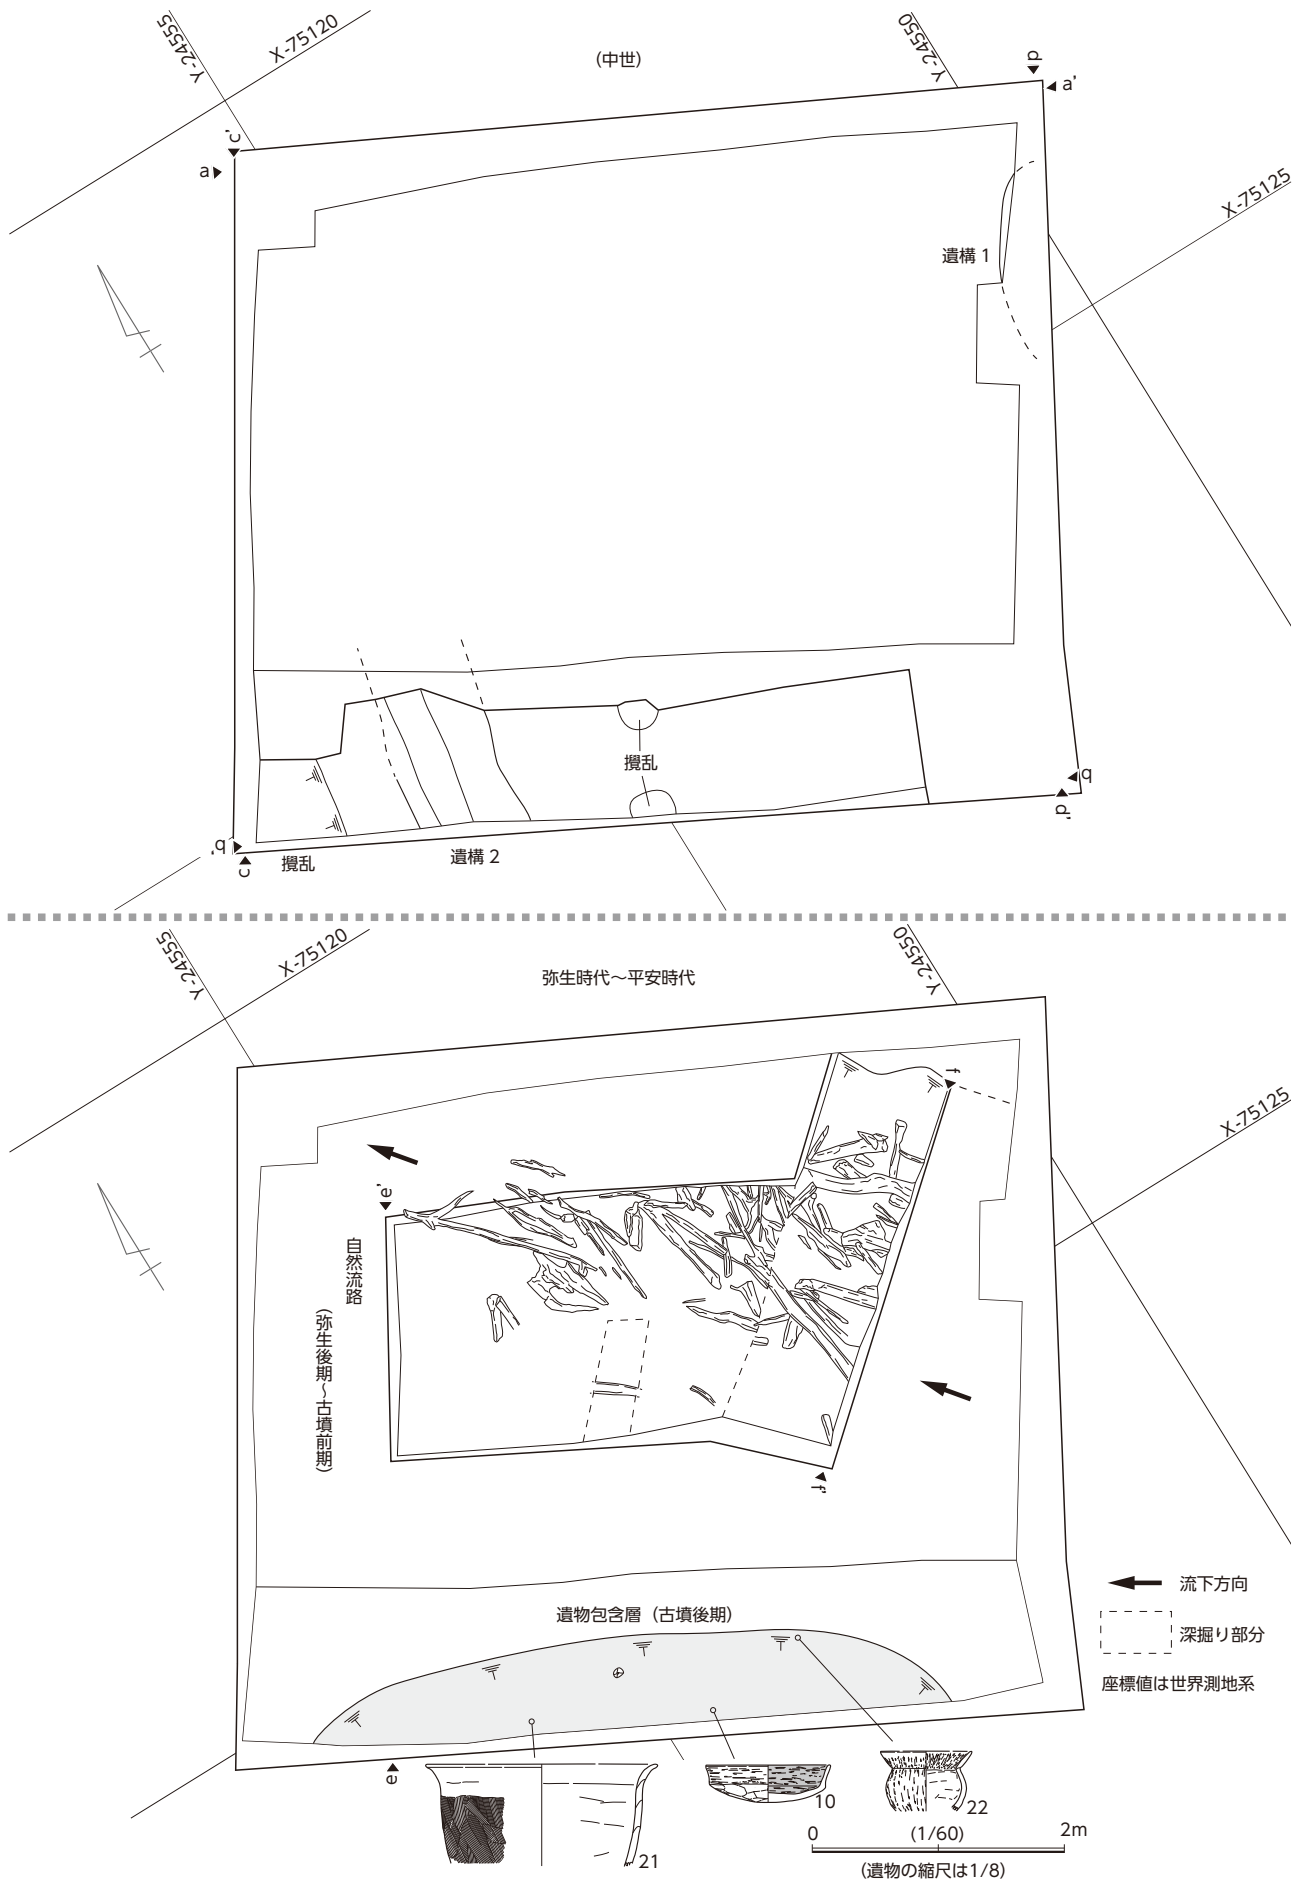 Y-24555
X-75120
(中世)
Y-24550
d
a'
c'
a
X-75125
遺構 1
攪乱
b
d'
b'
c
攪乱
遺構 2
Y-24555
X-75120
弥生時代～平安時代
Y-24550
f
X-75125
e'
自然流路
(弥生後期～古墳前期)
f'
流下方向
遺物包含層（古墳後期）
深掘り部分
座標値は世界測地系
e
10
22
21
0 (1/60) 2m
(遺物の縮尺は1/8)